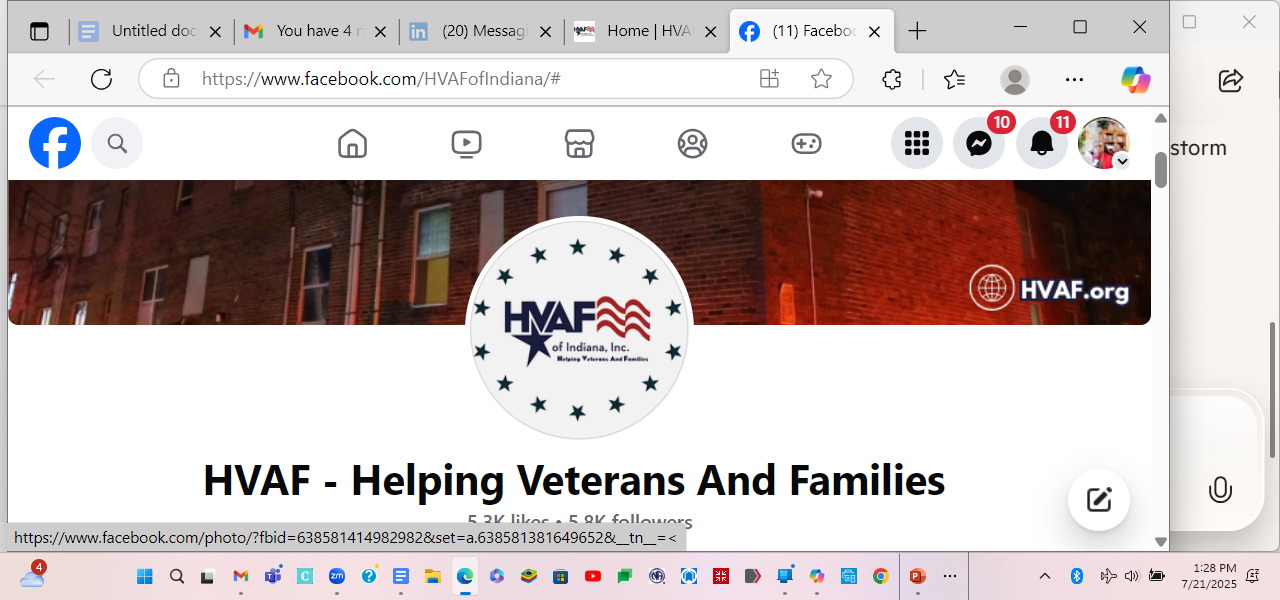 Untitled doc
You have 4 n
(20) Messagi
Home | HVA
(11) Faceboo
https://www.facebook.com/HVAFofIndiana/#
10
11
storm
HVAF.org
HVAF
of Indiana, Inc.
Helping Veterans And Families
HVAF - Helping Veterans And Families
5.3K likes • 5.8K followers
https://www.facebook.com/photo/?fbid=638581414982982&set=a.638581381649652&__tn__=<
4
zm
1:28 PM
7/21/2025